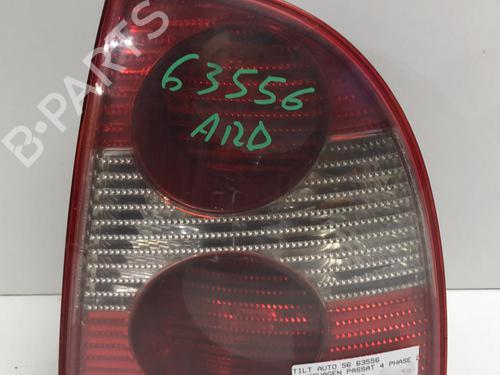 B-PARTS
63556
ARD
TILT AUTO 56 63556
PASSAT 4 PHASE